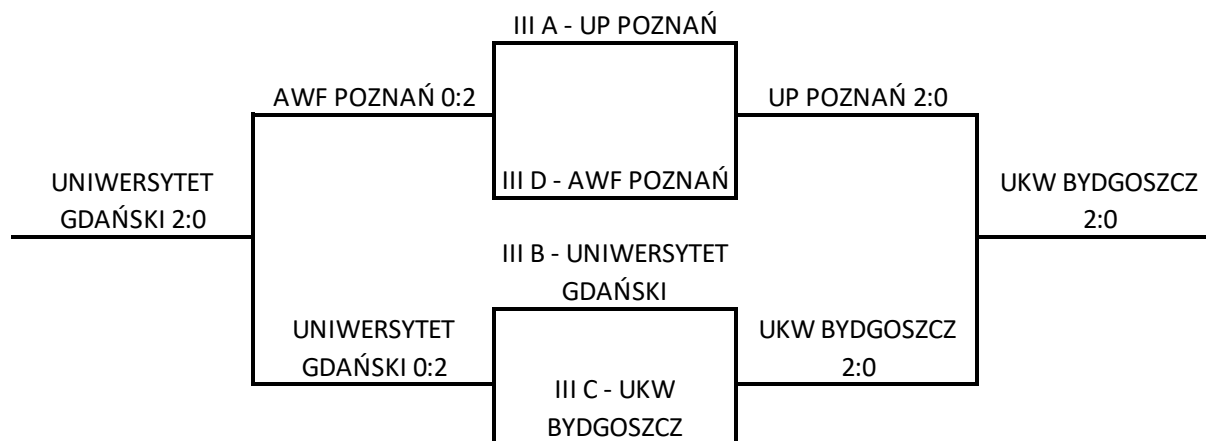 III A - UP POZNAŃ
AWF POZNAŃ 0:2
UP POZNAŃ 2:0
III D - AWF POZNAŃ
UNIWERSYTET
GDAŃSKI 2:0
UKW BYDGOSZCZ
2:0
III B - UNIWERSYTET
GDAŃSKI
UNIWERSYTET
GDAŃSKI 0:2
UKW BYDGOSZCZ
2:0
III C - UKW
BYDGOSZCZ